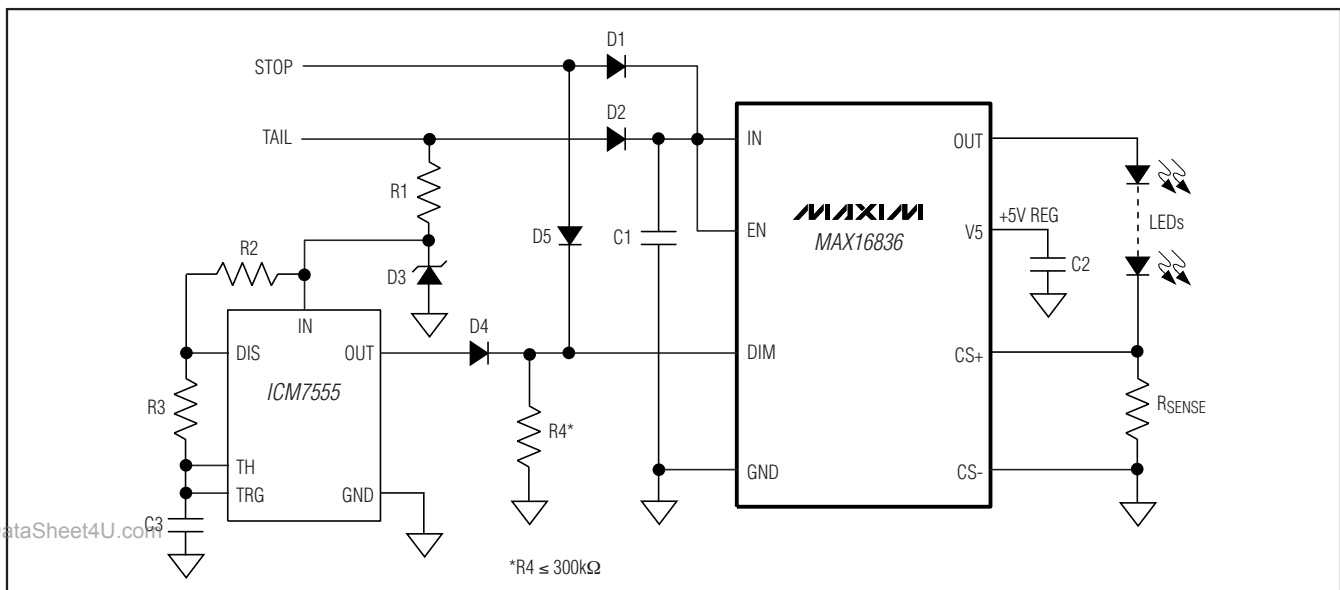 STOP
D1
TAIL
D2
R1
IN
OUT
MAXIM
MAX16836
+5V REG
LEDs
EN
V5
D5
C1
C2
R2
D3
IN
D4
DIS
OUT
DIM
CS+
ICM7555
R3
R4*
RSENSE
TH
GND
CS-
TRG
GND
C3
ataSheet4U.com
*R4 ≤ 300kΩ